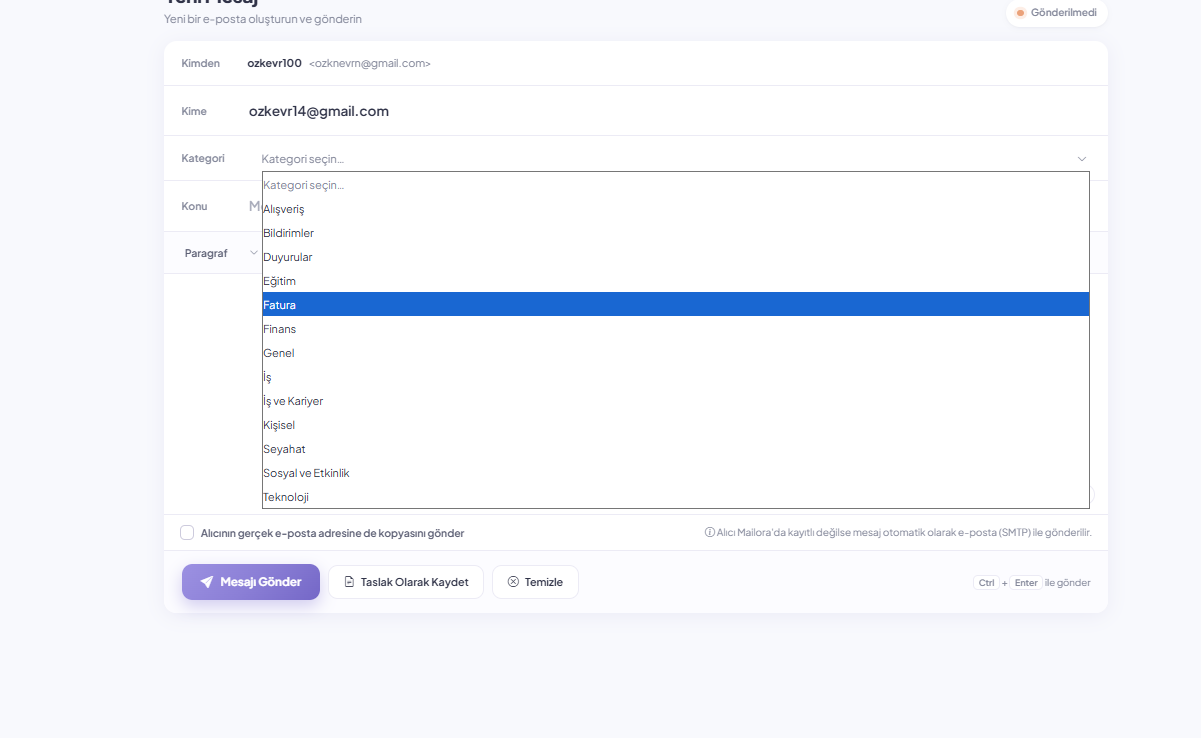 Yeni Mesaj
Yeni bir e-posta oluşturun ve gönderin
Gönderilmedi
Kimden ozkevr100 <ozknevrn@gmail.com>
Kime ozkevr14@gmail.com
Kategori Kategori seçin...
Kategori seçin...
Konu
Alışveriş
Bildirimler
Paragraf
Duyurular
Eğitim
Fatura
Finans
Genel
İş
İş ve Kariyer
Kişisel
Seyahat
Sosyal ve Etkinlik
Teknoloji
Alıcının gerçek e-posta adresine de kopyasını gönder
Alıcı Mailora'da kayıtlı değilse mesaj otomatik olarak e-posta (SMTP) ile gönderilir.
Mesajı Gönder Taslak Olarak Kaydet Temizle
Ctrl + Enter ile gönder